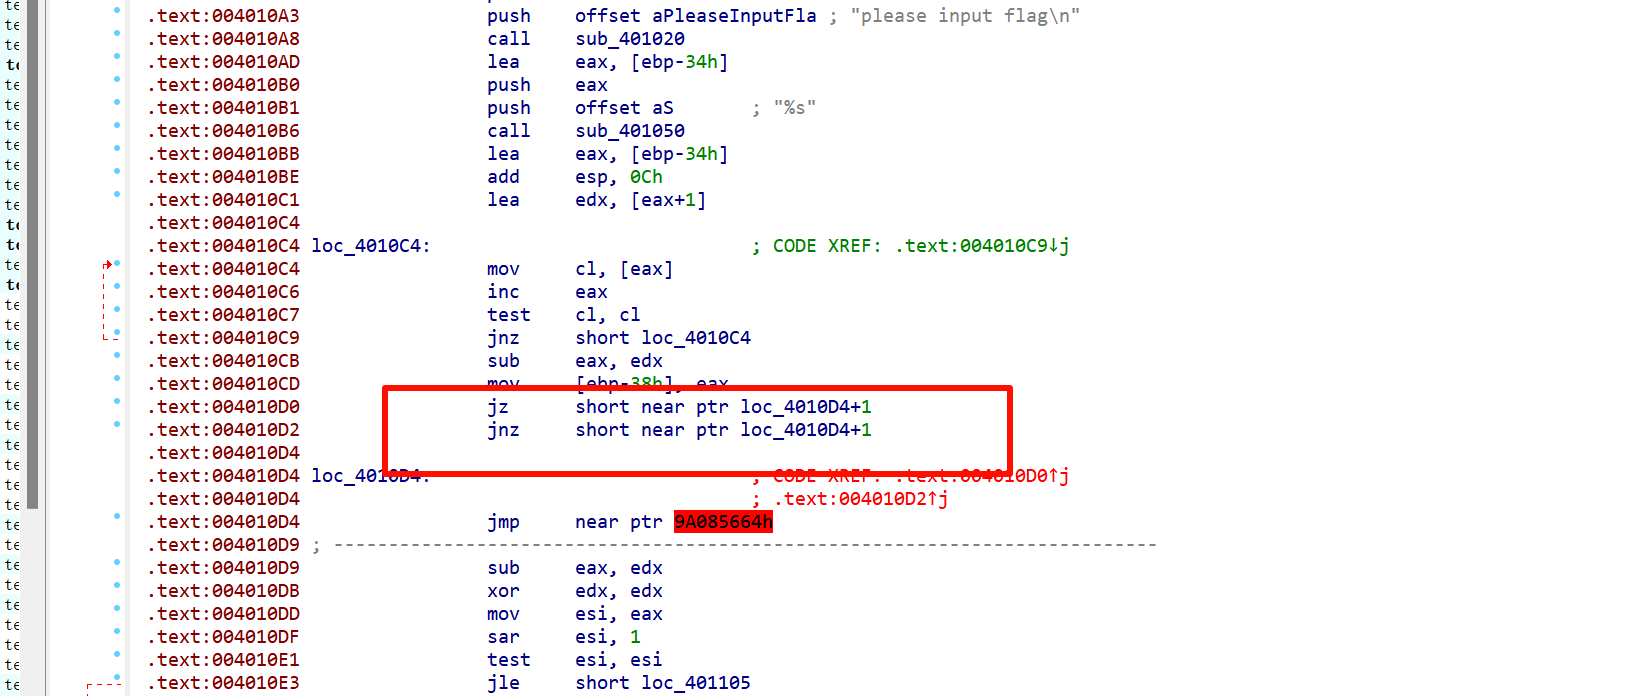 .text:004010A3 push offset aPleaseInputFla ; "please input flag\n"
.text:004010A8 call sub_401020
.text:004010AD lea eax, [ebp-34h]
.text:004010B0 push eax
.text:004010B1 push offset aS ; "%s"
.text:004010B6 call sub_401050
.text:004010BB lea eax, [ebp-34h]
.text:004010BE add esp, 0Ch
.text:004010C1 lea edx, [eax+1]
.text:004010C4
.text:004010C4 loc_4010C4: ; CODE XREF: .text:004010C9↓j
.text:004010C4 mov cl, [eax]
.text:004010C6 inc eax
.text:004010C7 test cl, cl
.text:004010C9 jnz short loc_4010C4
.text:004010CB sub eax, edx
.text:004010CD mov [ebp-38h], eax
.text:004010D0 jz short near ptr loc_4010D4+1
.text:004010D2 jnz short near ptr loc_4010D4+1
.text:004010D4
.text:004010D4 loc_4010D4: ; CODE XREF: .text:004010D0↑j
.text:004010D4 ; .text:004010D2↑j
.text:004010D4 jmp near ptr 9A085664h
.text:004010D9 ; ---------------------------------------------------------------------------
.text:004010D9 sub eax, edx
.text:004010DB xor edx, edx
.text:004010DD mov esi, eax
.text:004010DF sar esi, 1
.text:004010E1 test esi, esi
.text:004010E3 jle short loc_401105